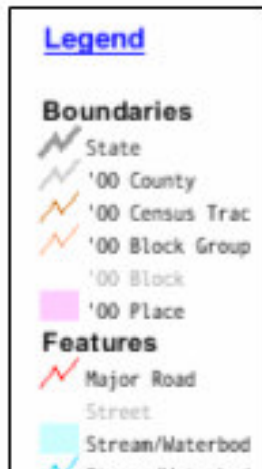 Legend
Boundaries
State
'00 County
'00 Census Trac
'00 Block Group
'00 Block
'00 Place
Features
Major Road
Street
Stream/Waterbod